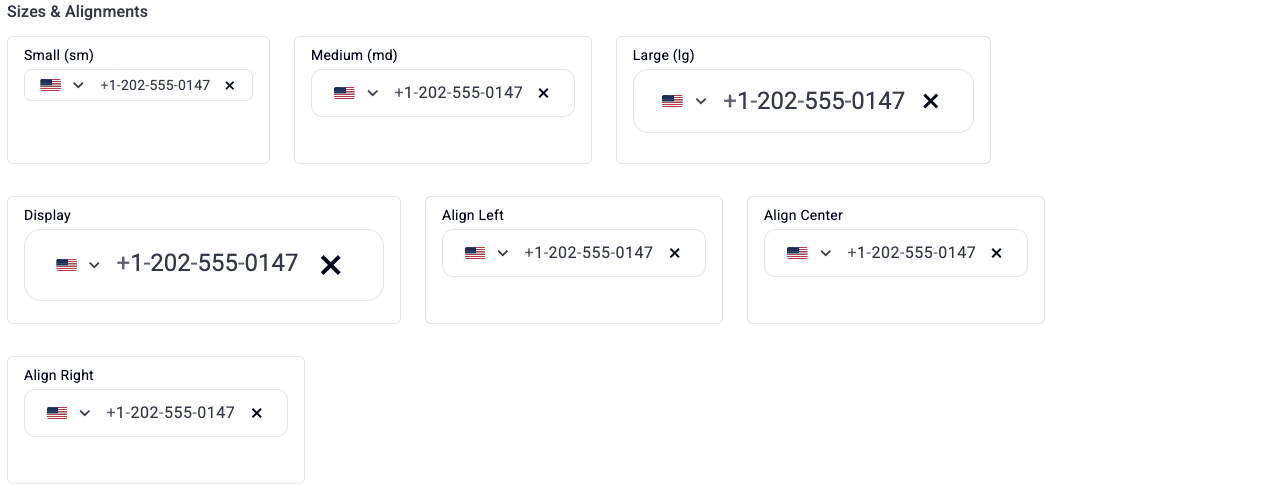 Sizes & Alignments
Small (sm)
+1-202-555-0147
Medium (md)
+1-202-555-0147
Large (lg)
+1-202-555-0147
Display
+1-202-555-0147
Align Left
+1-202-555-0147
Align Center
+1-202-555-0147
Align Right
+1-202-555-0147